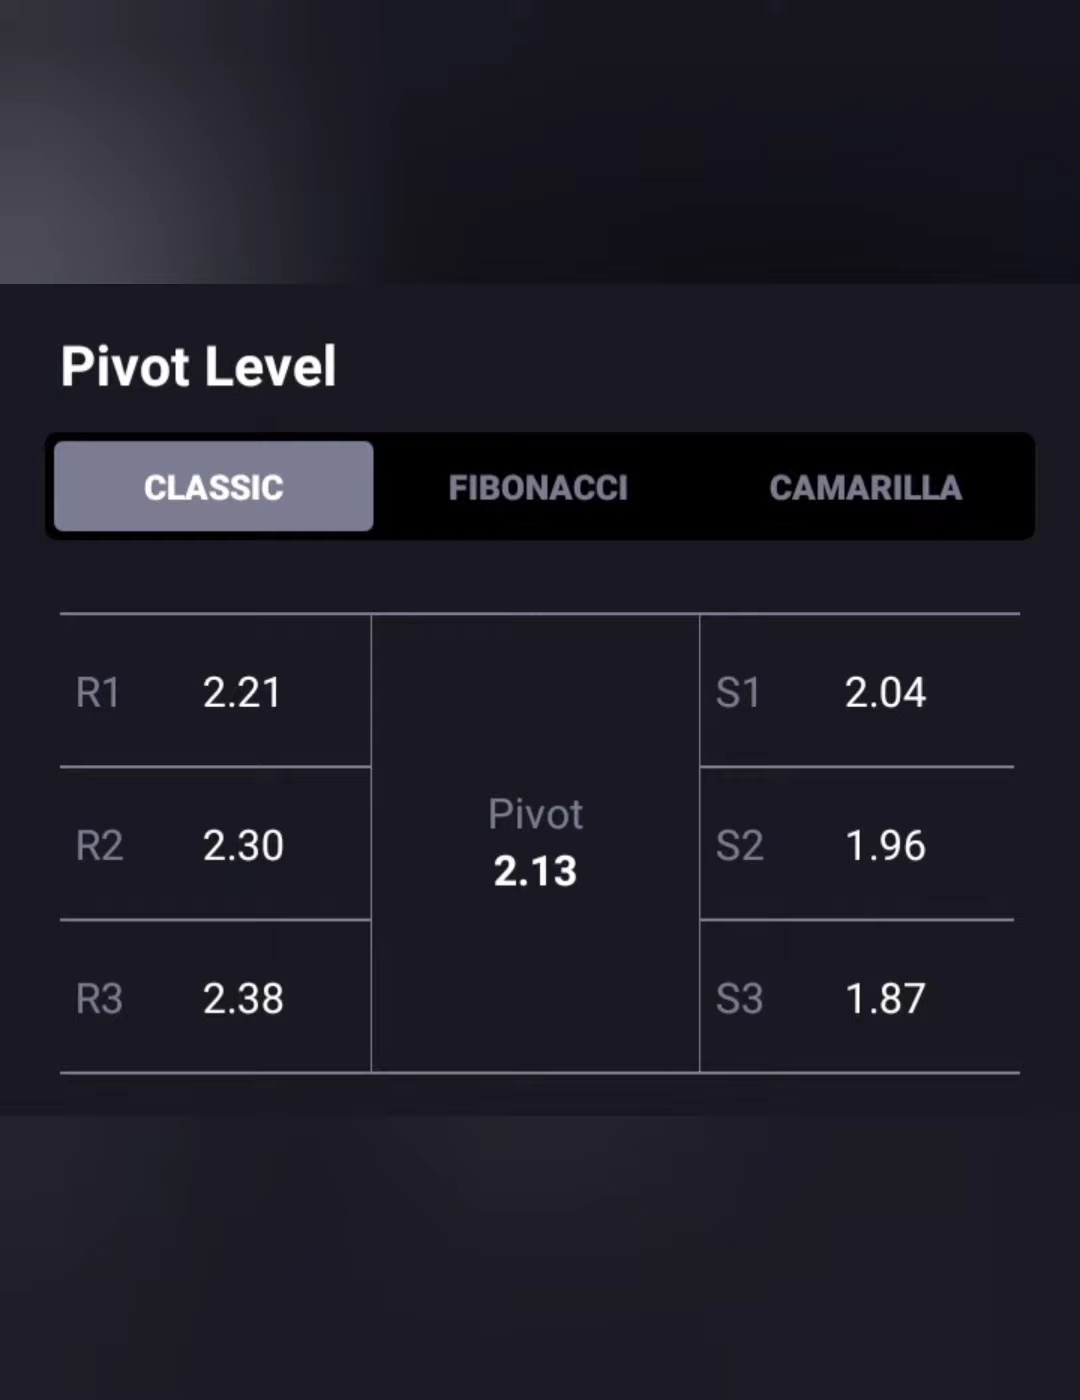 Pivot Level
CLASSIC FIBONACCI CAMARILLA
R1 2.21 S1 2.04
Pivot
R2 2.30 2.13 S2 1.96
R3 2.38 S3 1.87